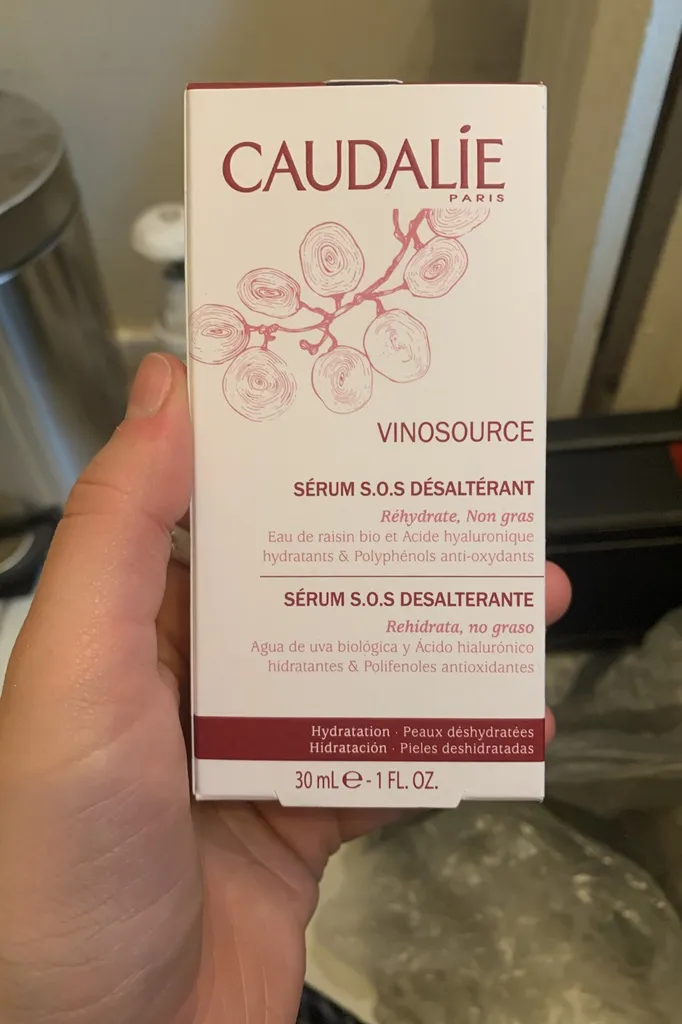 CAUDALIE
PARIS
VINOSOURCE
SÉRUM S.O.S DÉSALTÉRANT
Réhydrate, Non gras
Eau de raisin bio et Acide hyaluronique
hydratants & Polyphénols anti-oxydants
SÉRUM S.O.S DESALTERANTE
Rehidrata, no graso
Agua de uva biológica y Ácido hialurónico
hidratantes & Polifenoles antioxidantes
Hydratation · Peaux déshydratées
Hidratación · Pieles deshidratadas
30 mL ℮ - 1 FL. OZ.